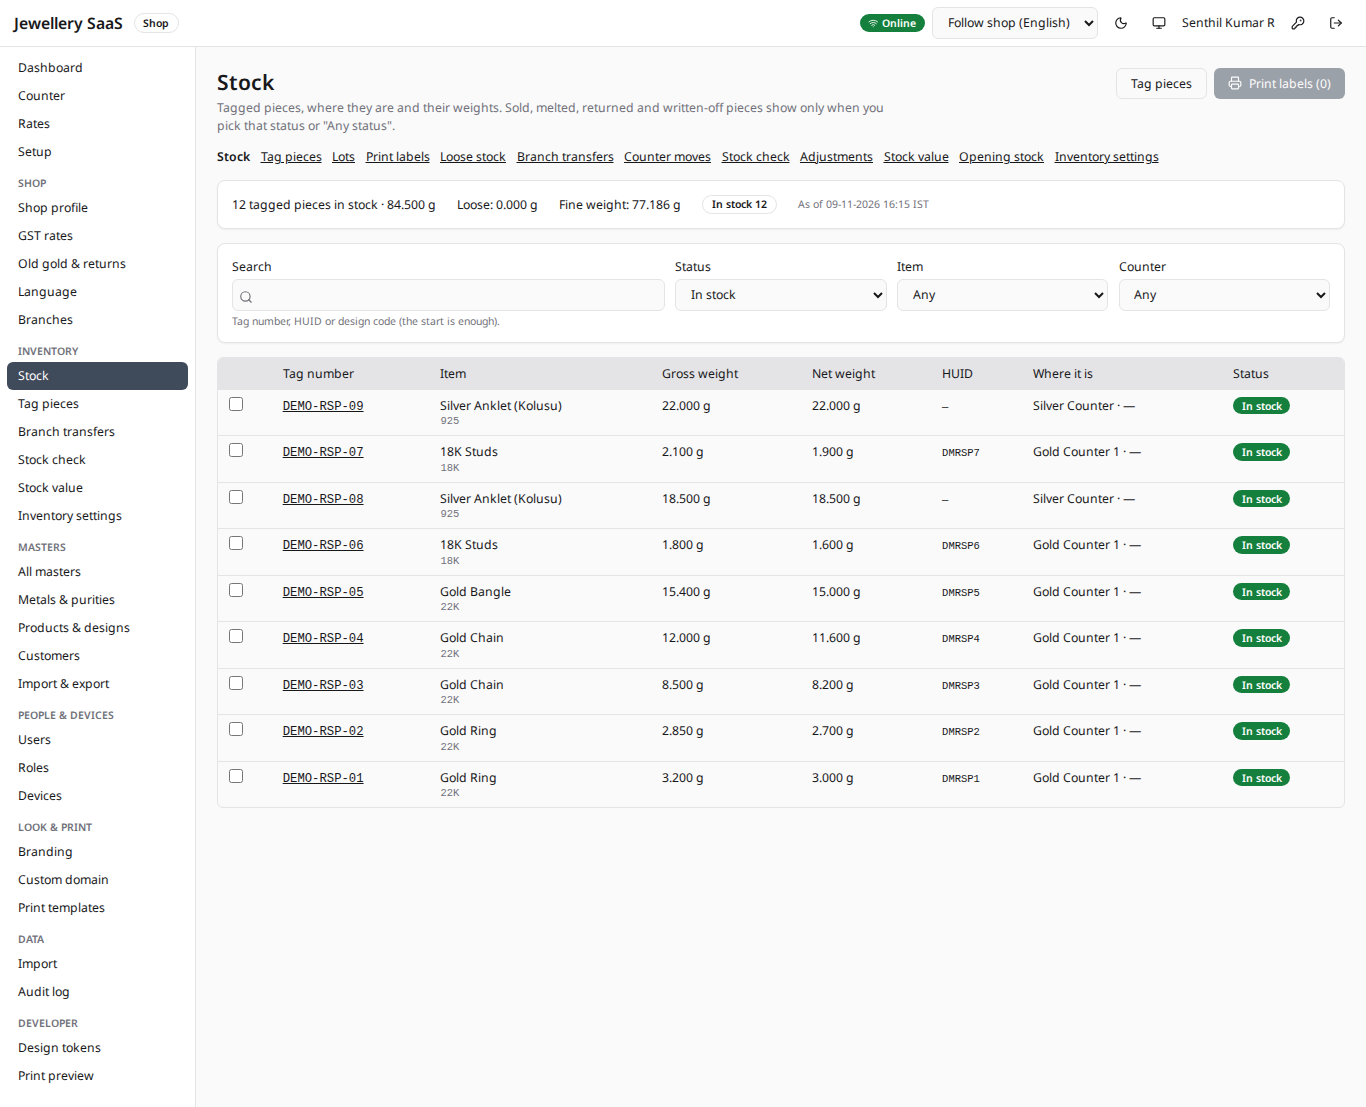 Jewellery SaaS Shop Online Follow shop (English) Senthil Kumar R
Dashboard
Counter
Rates
Setup
SHOP
Shop profile
GST rates
Old gold & returns
Language
Branches
INVENTORY
Stock
Tag pieces
Branch transfers
Stock check
Stock value
Inventory settings
MASTERS
All masters
Metals & purities
Products & designs
Customers
Import & export
PEOPLE & DEVICES
Users
Roles
Devices
LOOK & PRINT
Branding
Custom domain
Print templates
DATA
Import
Audit log
DEVELOPER
Design tokens
Print preview
Stock
Tag pieces Print labels (0)
Tagged pieces, where they are and their weights. Sold, melted, returned and written-off pieces show only when you
pick that status or "Any status".
Stock Tag pieces Lots Print labels Loose stock Branch transfers Counter moves Stock check Adjustments Stock value Opening stock Inventory settings
12 tagged pieces in stock · 84.500 g Loose: 0.000 g Fine weight: 77.186 g In stock 12 As of 09-11-2026 16:15 IST
Search Status Item Counter
In stock Any Any
Tag number, HUID or design code (the start is enough).
Tag number Item Gross weight Net weight HUID Where it is Status
DEMO-RSP-09 Silver Anklet (Kolusu) 22.000 g 22.000 g – Silver Counter · — In stock
925
DEMO-RSP-07 18K Studs 2.100 g 1.900 g DMRSP7 Gold Counter 1 · — In stock
18K
DEMO-RSP-08 Silver Anklet (Kolusu) 18.500 g 18.500 g – Silver Counter · — In stock
925
DEMO-RSP-06 18K Studs 1.800 g 1.600 g DMRSP6 Gold Counter 1 · — In stock
18K
DEMO-RSP-05 Gold Bangle 15.400 g 15.000 g DMRSP5 Gold Counter 1 · — In stock
22K
DEMO-RSP-04 Gold Chain 12.000 g 11.600 g DMRSP4 Gold Counter 1 · — In stock
22K
DEMO-RSP-03 Gold Chain 8.500 g 8.200 g DMRSP3 Gold Counter 1 · — In stock
22K
DEMO-RSP-02 Gold Ring 2.850 g 2.700 g DMRSP2 Gold Counter 1 · — In stock
22K
DEMO-RSP-01 Gold Ring 3.200 g 3.000 g DMRSP1 Gold Counter 1 · — In stock
22K